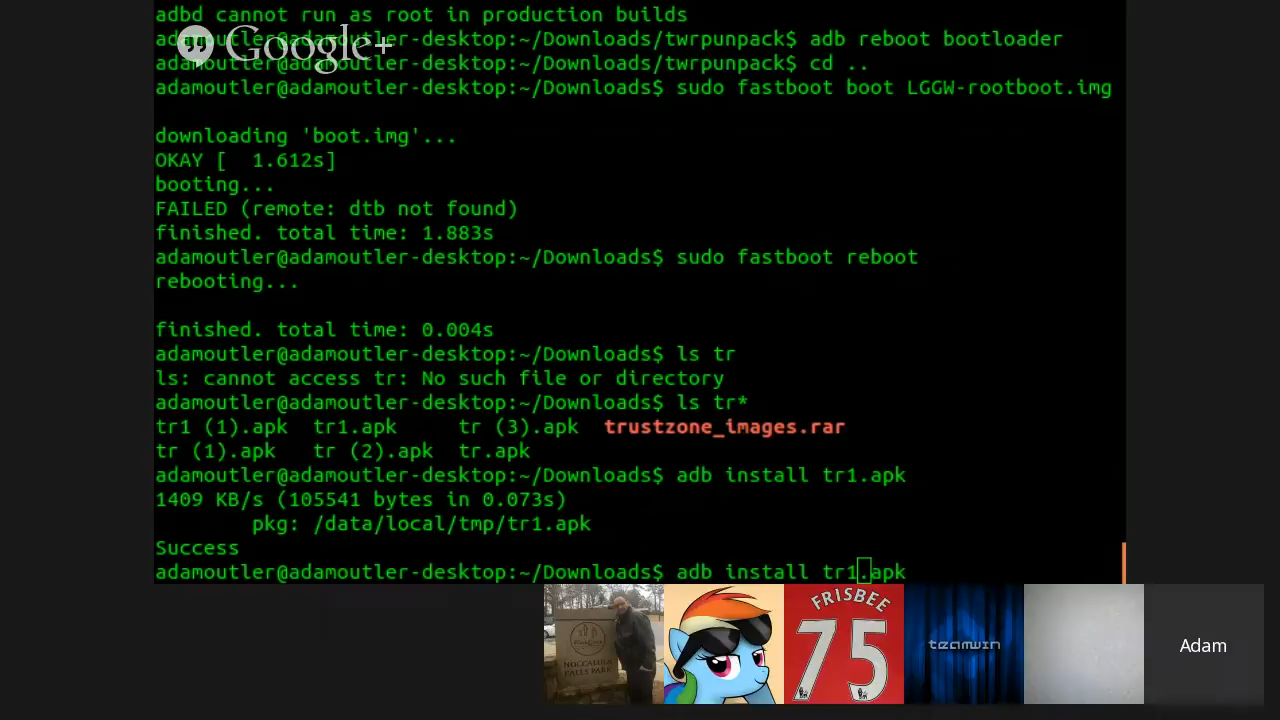 adbd cannot run as root in production builds
adamoutler@adamoutler-desktop:~/Downloads/twrpunpack$ adb reboot bootloader
Google+
adamoutler@adamoutler-desktop:~/Downloads/twrpunpack$ cd ..
adamoutler@adamoutler-desktop:~/Downloads$ sudo fastboot boot LGGW-rootboot.img
downloading 'boot.img'...
OKAY [  1.612s]
booting...
FAILED (remote: dtb not found)
finished. total time: 1.883s
adamoutler@adamoutler-desktop:~/Downloads$ sudo fastboot reboot
rebooting...
finished. total time: 0.004s
adamoutler@adamoutler-desktop:~/Downloads$ ls tr
ls: cannot access tr: No such file or directory
adamoutler@adamoutler-desktop:~/Downloads$ ls tr*
tr1 (1).apk  tr1.apk     tr (3).apk  trustzone_images.rar
tr (1).apk   tr (2).apk  tr.apk
adamoutler@adamoutler-desktop:~/Downloads$ adb install tr1.apk
1409 KB/s (105541 bytes in 0.073s)
        pkg: /data/local/tmp/tr1.apk
Success
adamoutler@adamoutler-desktop:~/Downloads$ adb install tr1.apk
NOCCALULA
FALLS PARK
FRISBEE
75
teamwin
Adam